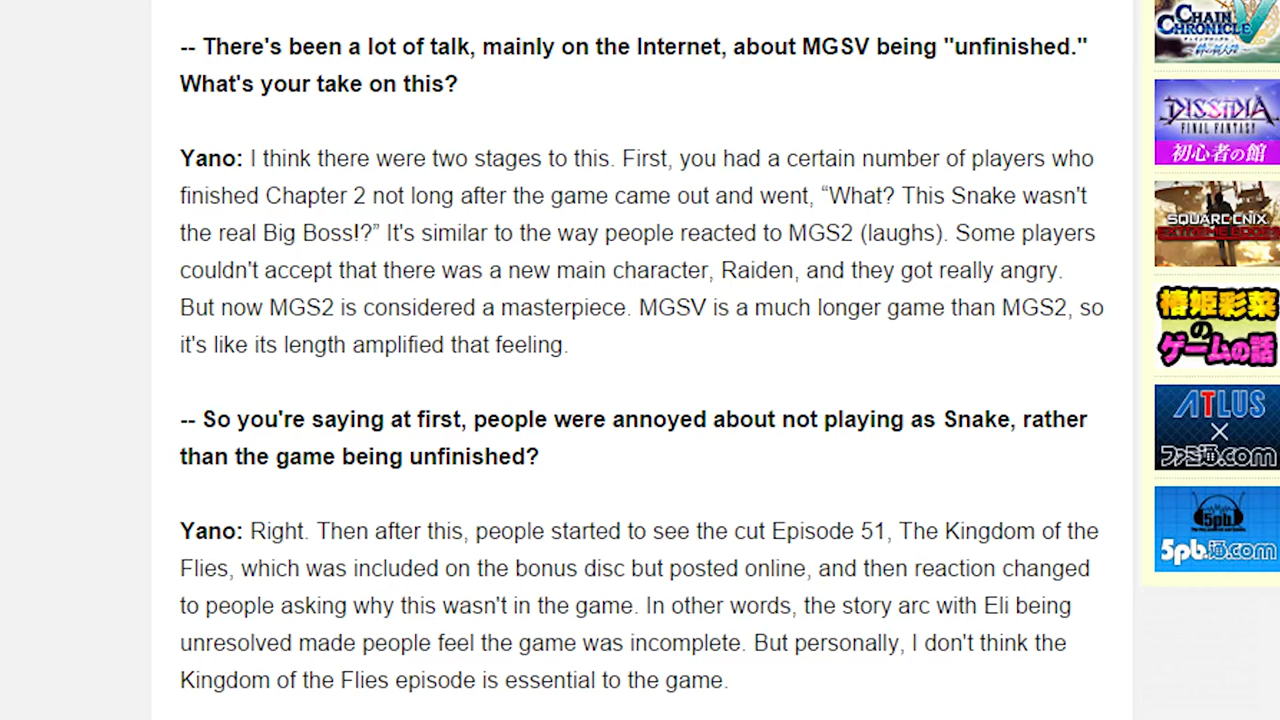 -- There's been a lot of talk, mainly on the Internet, about MGSV being "unfinished."
What's your take on this?
Yano: I think there were two stages to this. First, you had a certain number of players who
finished Chapter 2 not long after the game came out and went, “What? This Snake wasn't
the real Big Boss!?” It's similar to the way people reacted to MGS2 (laughs). Some players
couldn't accept that there was a new main character, Raiden, and they got really angry.
But now MGS2 is considered a masterpiece. MGSV is a much longer game than MGS2, so
it's like its length amplified that feeling.
-- So you're saying at first, people were annoyed about not playing as Snake, rather
than the game being unfinished?
Yano: Right. Then after this, people started to see the cut Episode 51, The Kingdom of the
Flies, which was included on the bonus disc but posted online, and then reaction changed
to people asking why this wasn't in the game. In other words, the story arc with Eli being
unresolved made people feel the game was incomplete. But personally, I don't think the
Kingdom of the Flies episode is essential to the game.
CHAIN
CHRONICLE V
DISSIDIA
FINAL FANTASY
初心者の館
SQUARE ENIX
EXTREME EDGES
椿姫彩菜
の
ゲームの話
ATLUS
×
ファミ通.com
5pb.
5pb.通.com